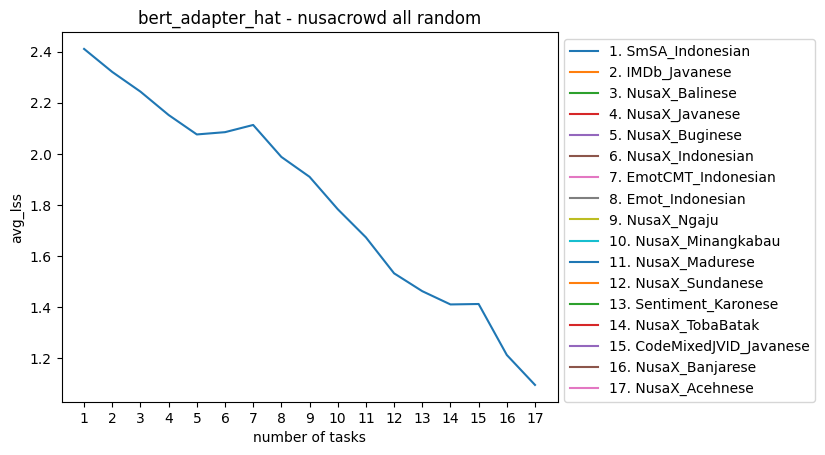 bert_adapter_hat - nusacrowd all random
avg_lss
2.4
2.2
2.0
1.8
1.6
1.4
1.2
1 2 3 4 5 6 7 8 9 10 11 12 13 14 15 16 17
number of tasks
1. SmSA_Indonesian
2. IMDb_Javanese
3. NusaX_Balinese
4. NusaX_Javanese
5. NusaX_Buginese
6. NusaX_Indonesian
7. EmotCMT_Indonesian
8. Emot_Indonesian
9. NusaX_Ngaju
10. NusaX_Minangkabau
11. NusaX_Madurese
12. NusaX_Sundanese
13. Sentiment_Karonese
14. NusaX_TobaBatak
15. CodeMixedJVID_Javanese
16. NusaX_Banjarese
17. NusaX_Acehnese